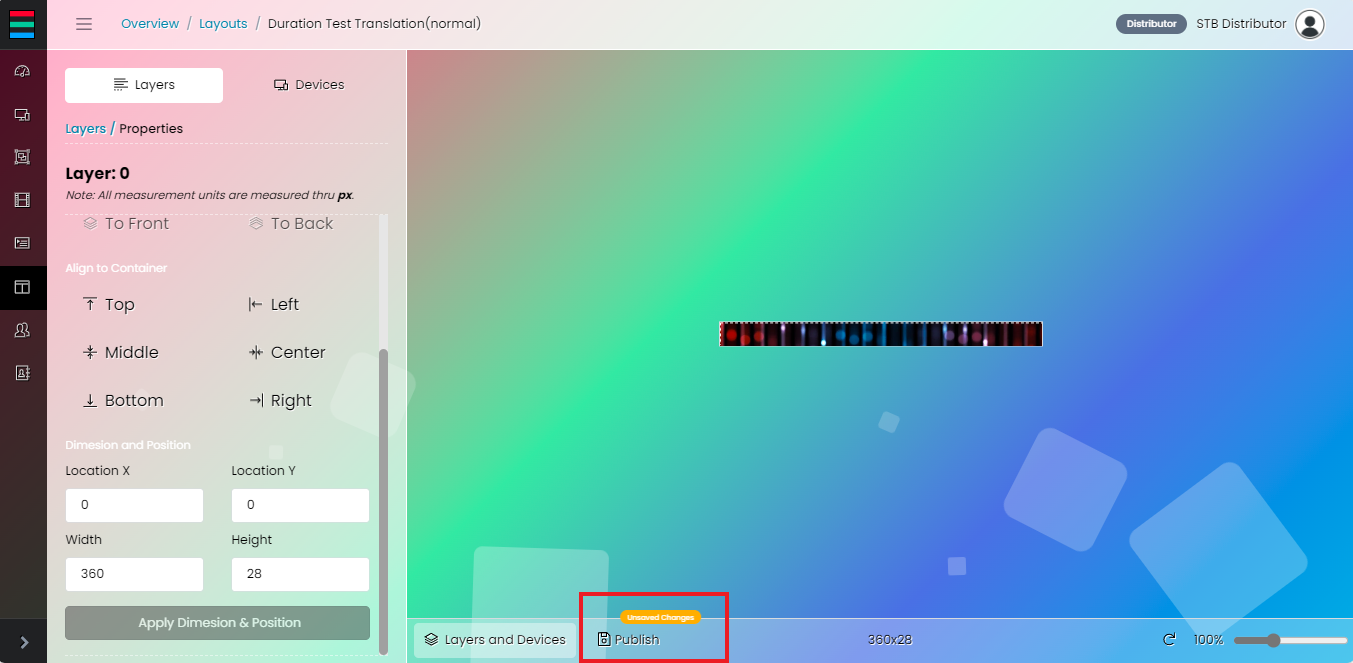 Overview / Layouts / Duration Test Translation(normal)
Distributor STB Distributor
Layers Devices
Layers / Properties
Layer: 0
Note: All measurement units are measured thru px.
To Front To Back
Align to Container
Top Left
Middle Center
Bottom Right
Dimesion and Position
Location X Location Y
0 0
Width Height
360 28
Apply Dimesion & Position
Unsaved Changes
Layers and Devices Publish 360x28 100%